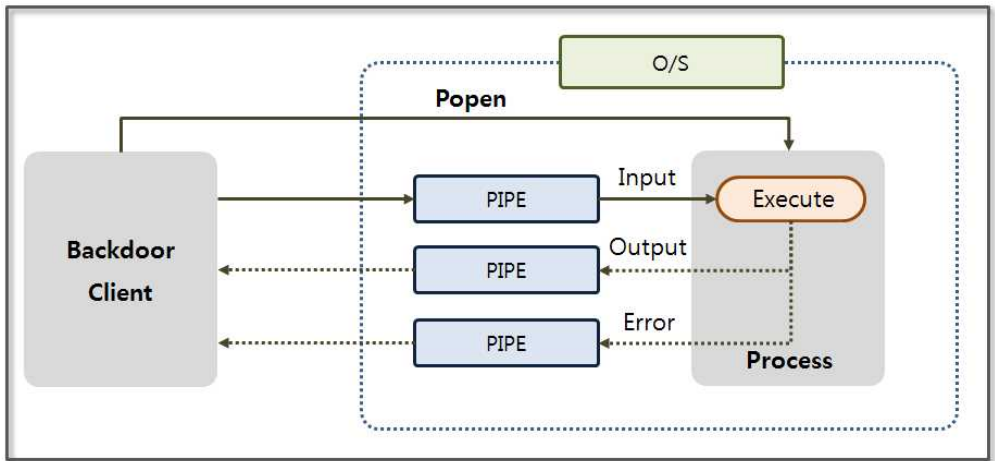 O/S
Popen
Backdoor
Client
PIPE
Input
Execute
PIPE
Output
PIPE
Error
Process